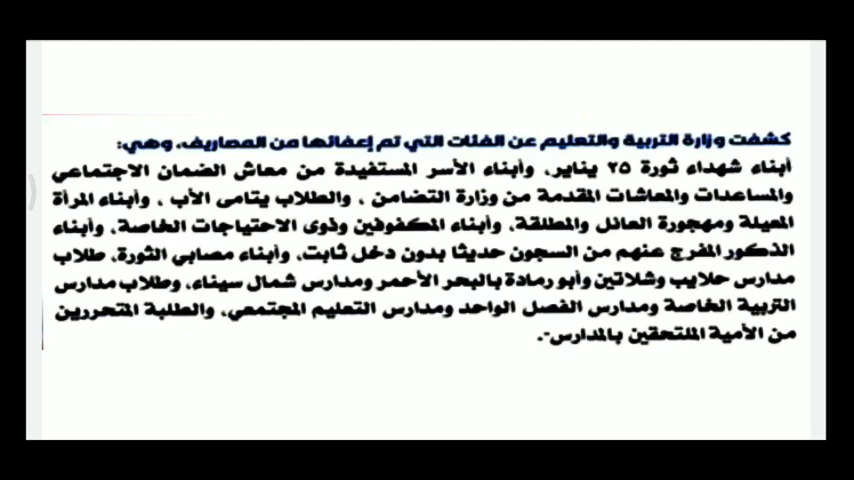 كشفت وزارة التربية والتعليم عن الفئات التي تم إعفائها من المصاريف، وهي:
أبناء شهداء ثورة ٢٥ يناير، وأبناء الأسر المستفيدة من معاش الضمان الاجتماعي
والمساعدات والمعاشات المقدمة من وزارة التضامن ، والطلاب يتامى الأب ، وأبناء المرأة
المعيلة ومهجورة العائل والمطلقة، وأبناء المكفوفين وذوى الاحتياجات الخاصة، وأبناء
الذكور المفرج عنهم من السجون حديثا بدون دخل ثابت، وأبناء مصابي الثورة، طلاب
مدارس حلايب وشلاتين وأبو رمادة بالبحر الأحمر ومدارس شمال سيناء، وطلاب مدارس
التربية الخاصة ومدارس الفصل الواحد ومدارس التعليم المجتمعي، والطلبة المتحررين
من الأمية الملتحقين بالمدارس-.